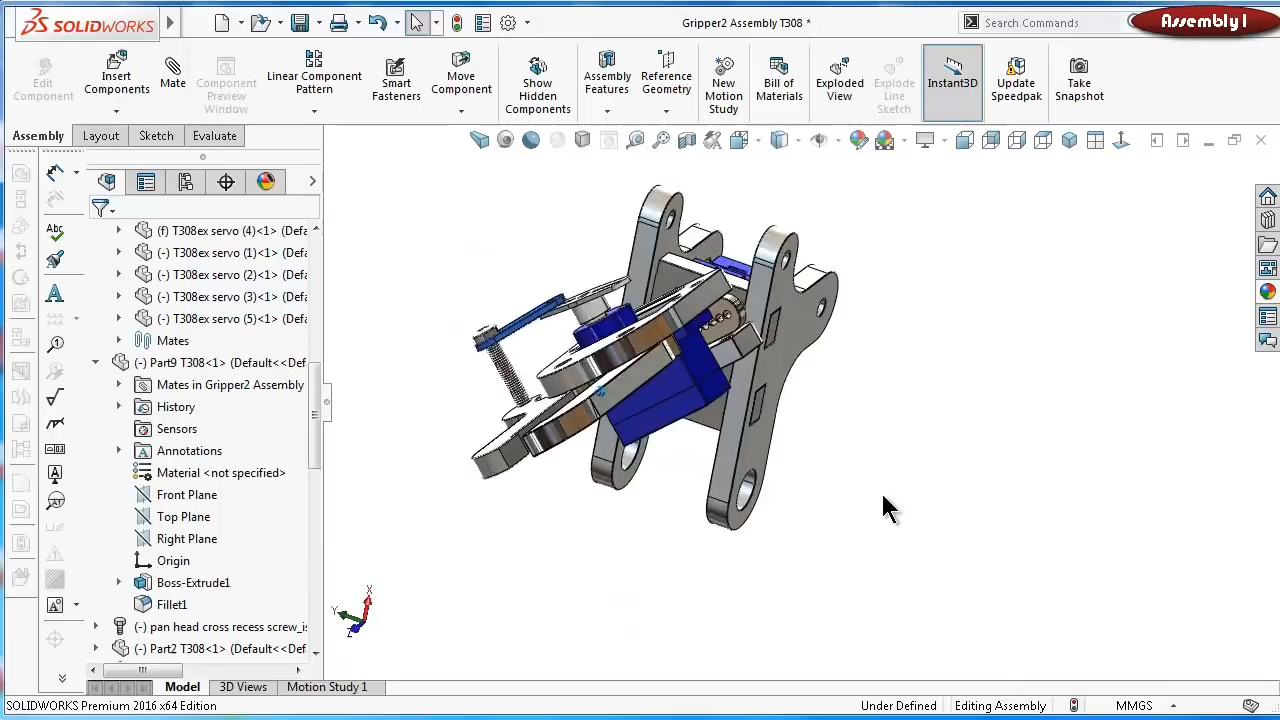 SOLIDWORKS
Gripper2 Assembly T308 *
Search Commands
Assembly1
Edit Component
Insert Components
Mate
Component Preview Window
Linear Component Pattern
Smart Fasteners
Move Component
Show Hidden Components
Assembly Features
Reference Geometry
New Motion Study
Bill of Materials
Exploded View
Explode Line Sketch
Instant3D
Update Speedpak
Take Snapshot
Assembly
Layout
Sketch
Evaluate
(f) T308ex servo (4)<1> (Defa
(-) T308ex servo (1)<1> (Defa
(-) T308ex servo (2)<1> (Defa
(-) T308ex servo (3)<1> (Defa
(-) T308ex servo (5)<1> (Defa
Mates
(-) Part9 T308<1> (Default<<Def
Mates in Gripper2 Assembly
History
Sensors
Annotations
Material <not specified>
Front Plane
Top Plane
Right Plane
Origin
Boss-Extrude1
Fillet1
(-) pan head cross recess screw_is
(-) Part2 T308<1> (Default<<Def
Abc
X
Y
Z
Model
3D Views
Motion Study 1
SOLIDWORKS Premium 2016 x64 Edition
Under Defined
Editing Assembly
MMGS